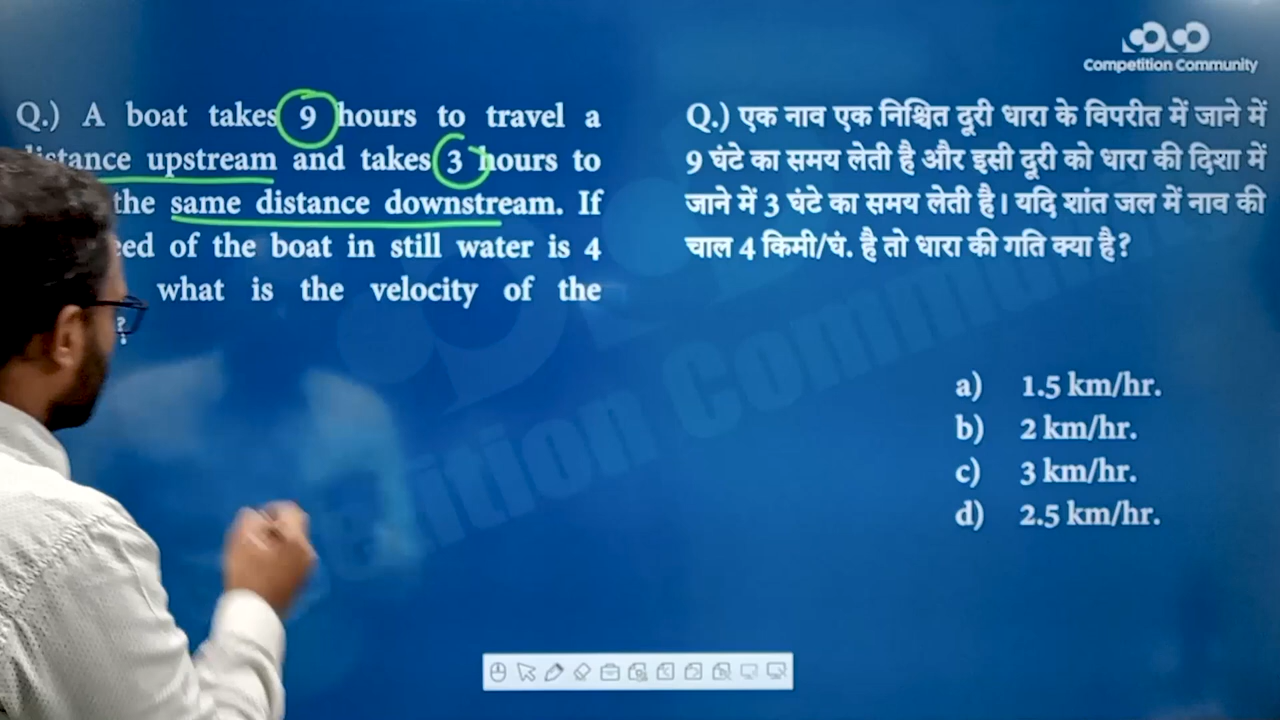 Competition Community
Q.) A boat takes 9 hours to travel a
distance upstream and takes 3 hours to
the same distance downstream. If
eed of the boat in still water is 4
what is the velocity of the
?
Q.) एक नाव एक निश्चित दूरी धारा के विपरीत में जाने में
9 घंटे का समय लेती है और इसी दूरी को धारा की दिशा में
जाने में 3 घंटे का समय लेती है। यदि शांत जल में नाव की
चाल 4 किमी/घं. है तो धारा की गति क्या है?
a) 1.5 km/hr.
b) 2 km/hr.
c) 3 km/hr.
d) 2.5 km/hr.